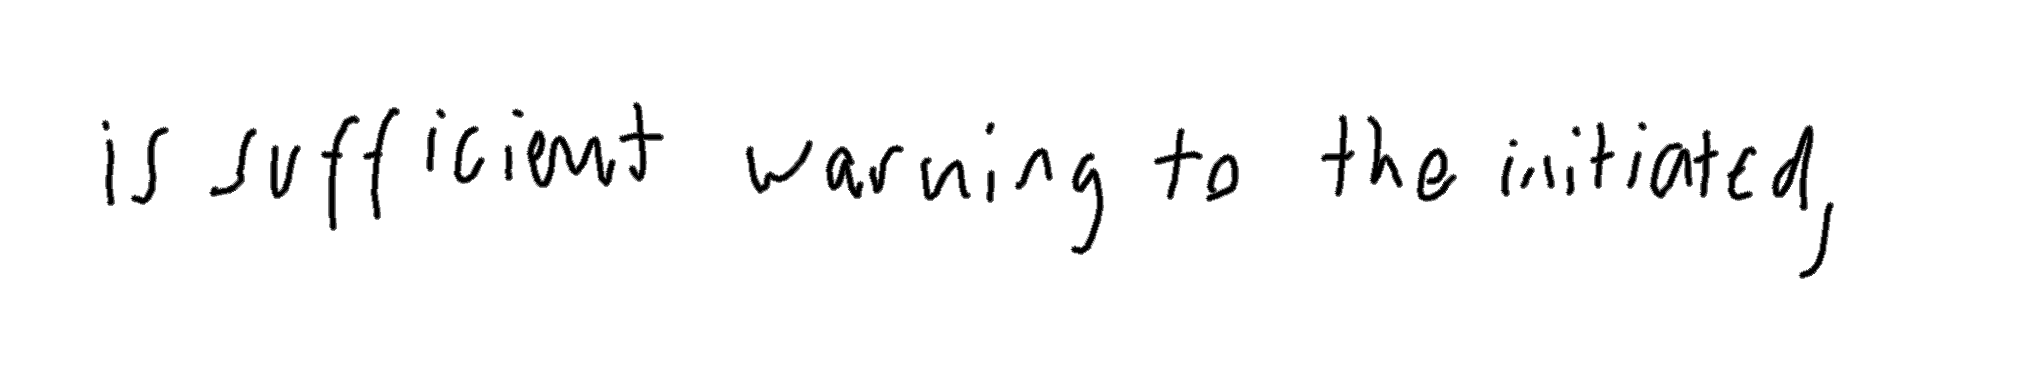 is sufficient warning to the initiated,